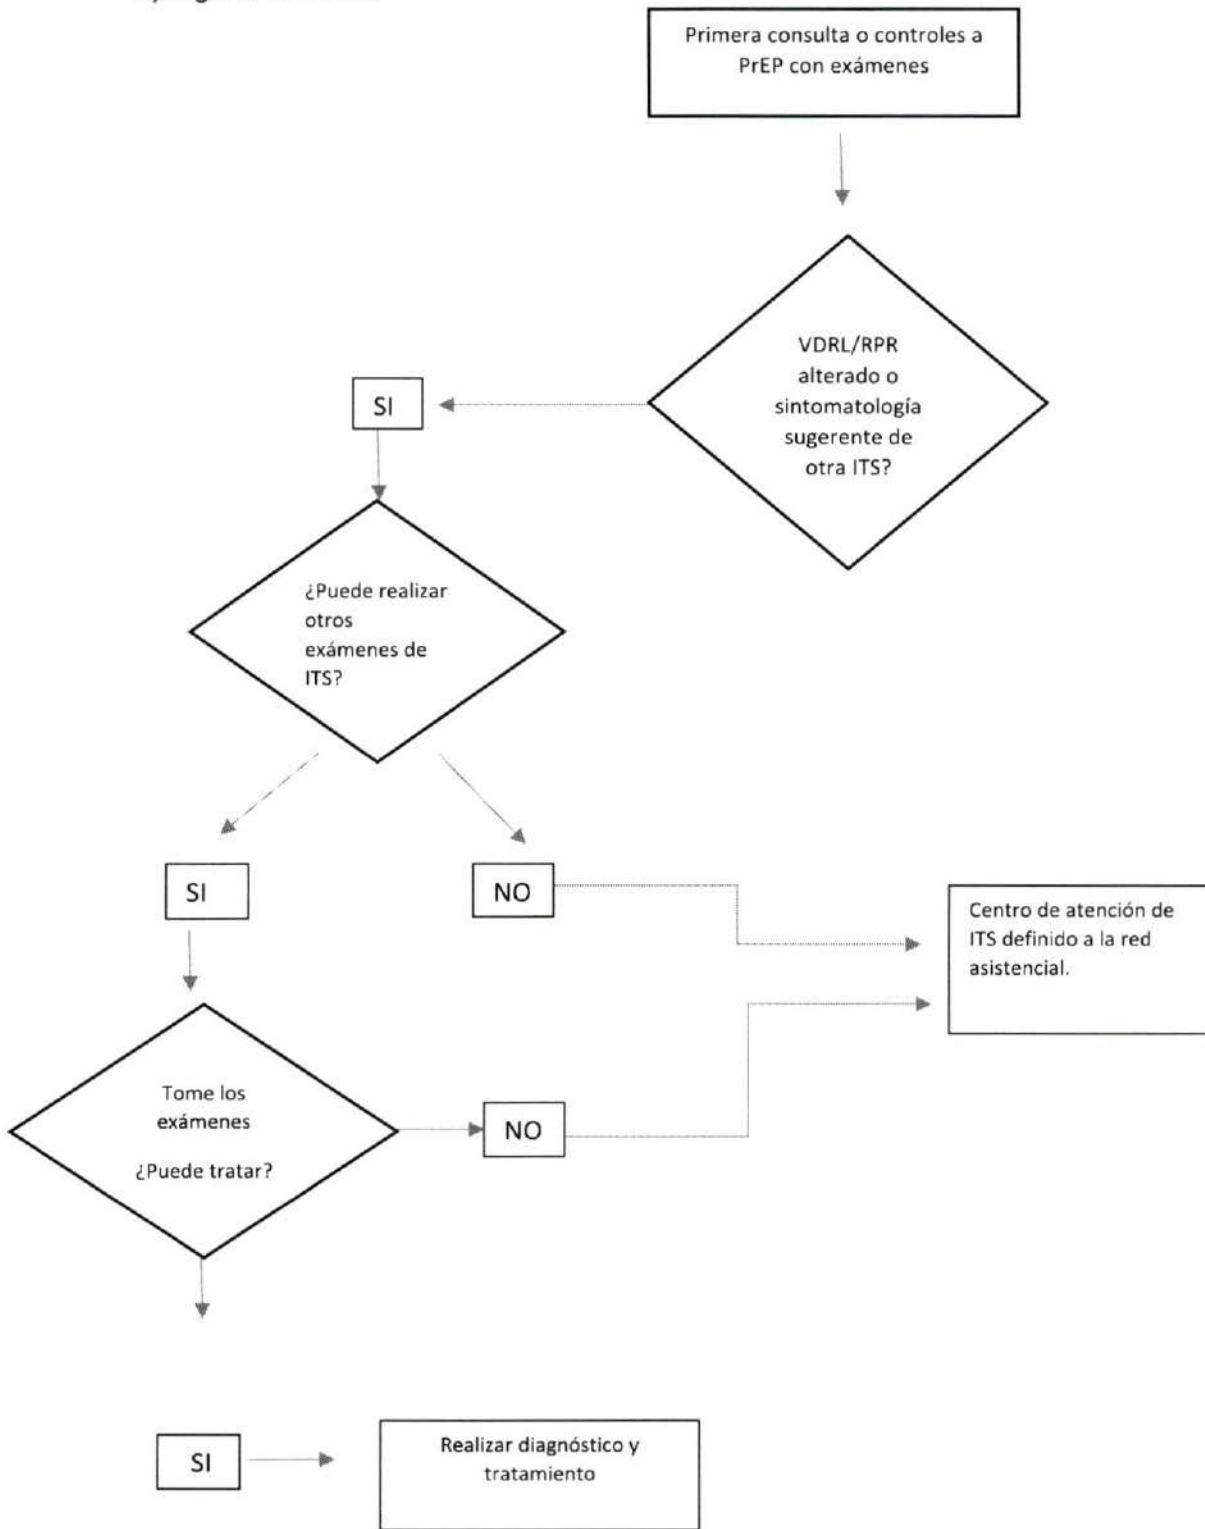 Primera consulta o controles a
PrEP con exámenes
VDRL/RPR
alterado o
sintomatología
sugerente de
otra ITS?
SI
¿Puede realizar
otros
exámenes de
ITS?
SI
NO
Centro de atención de
ITS definido a la red
asistencial.
Tome los
exámenes
¿Puede tratar?
NO
SI
Realizar diagnóstico y
tratamiento